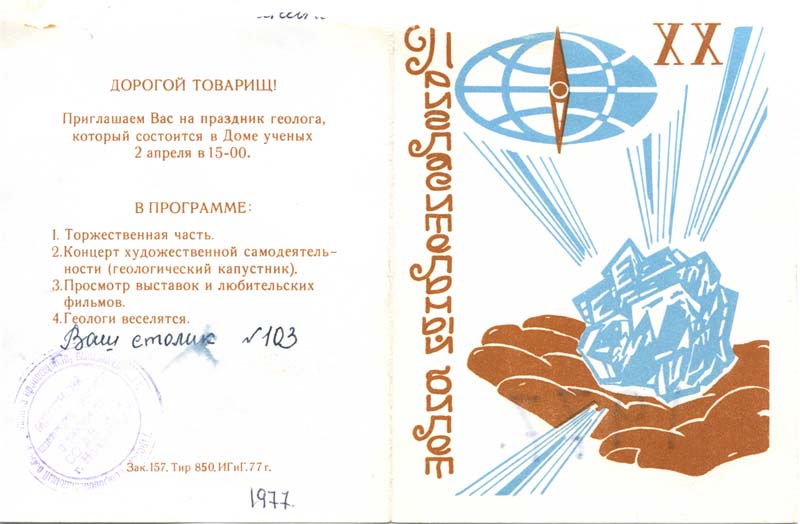 ДОРОГОЙ ТОВАРИЩ!
Приглашаем Вас на праздник геолога,
который состоится в Доме ученых
2 апреля в 15-00.
В ПРОГРАММЕ:
1. Торжественная часть.
2.Концерт художественной самодеятель-
ности (геологический капустник).
3.Просмотр выставок и любительских
фильмов.
4.Геологи веселятся.
Ваш столик №103
Зак.157. Тир 850.ИГиГ.77 г.
1977
Пригласительный билет
XX